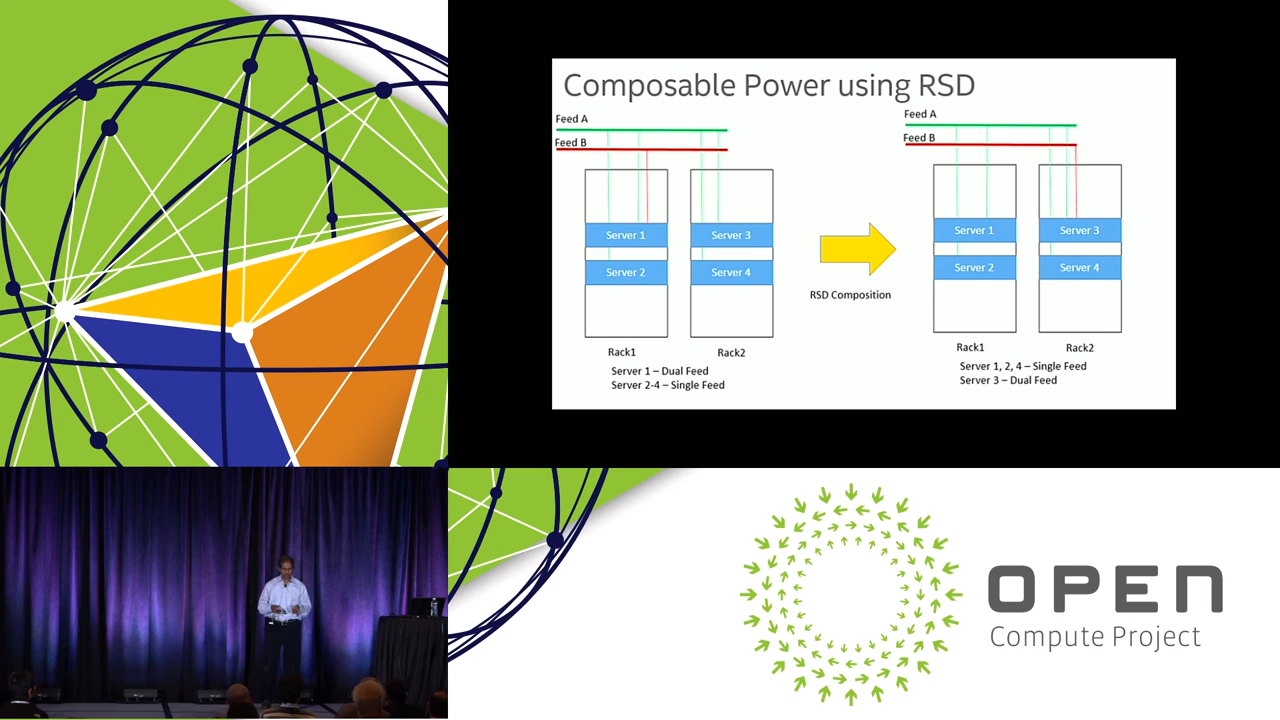 Composable Power using RSD
Feed A
Feed B
Server 1
Server 3
Server 2
Server 4
Rack1
Rack2
Server 1 – Dual Feed
Server 2-4 – Single Feed
RSD Composition
Feed A
Feed B
Server 1
Server 3
Server 2
Server 4
Rack1
Rack2
Server 1, 2, 4 – Single Feed
Server 3 – Dual Feed
OPEN
Compute Project